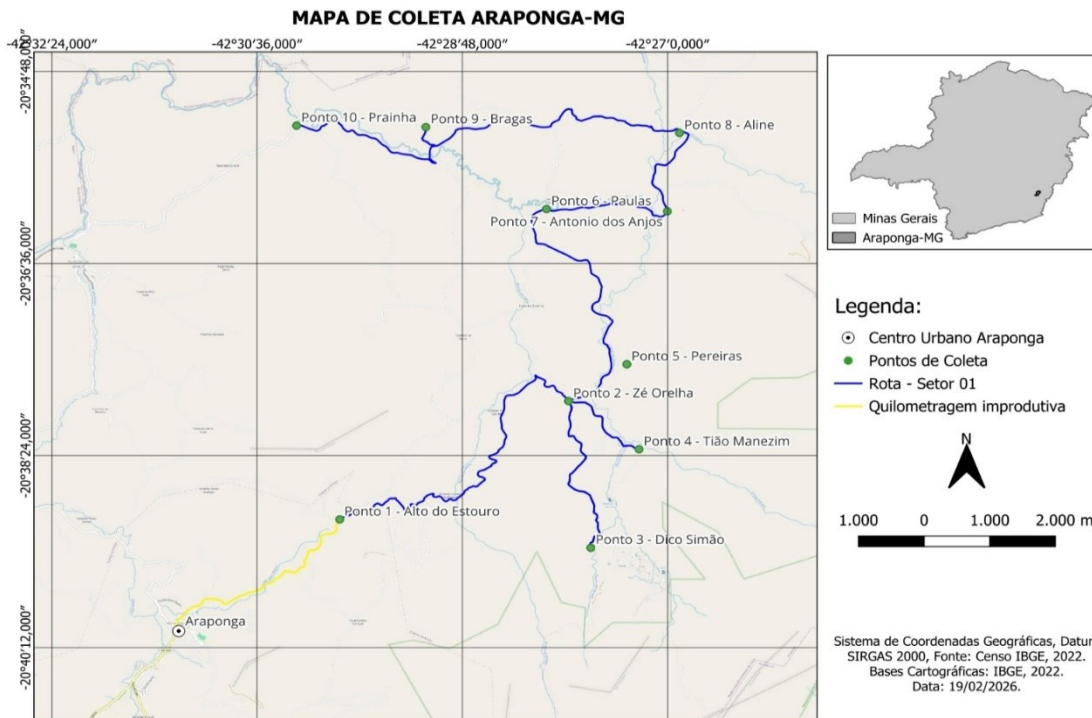 MAPA DE COLETA ARAPONGA-MG
-42°32'24,000"
-42°30'36,000"
-42°28'48,000"
-42°27'0,000"
-20°34'48,000"
-20°36'36,000"
-20°38'24,000"
-20°40'12,000"
Ponto 10 - Prainha
Ponto 9 - Bragas
Ponto 8 - Aline
Ponto 6 - Paulas
Ponto 7 - Antonio dos Anjos
Ponto 5 - Pereiras
Ponto 2 - Zé Orelha
Ponto 4 - Tião Manezim
Ponto 1 - Alto do Estouro
Ponto 3 - Dico Simão
Araponga
Minas Gerais
Araponga-MG
Legenda:
Centro Urbano Araponga
Pontos de Coleta
Rota - Setor 01
Quilometragem improdutiva
N
1.000 0 1.000 2.000 m
Sistema de Coordenadas Geográficas, Datum
SIRGAS 2000, Fonte: Censo IBGE, 2022.
Bases Cartográficas: IBGE, 2022.
Data: 19/02/2026.